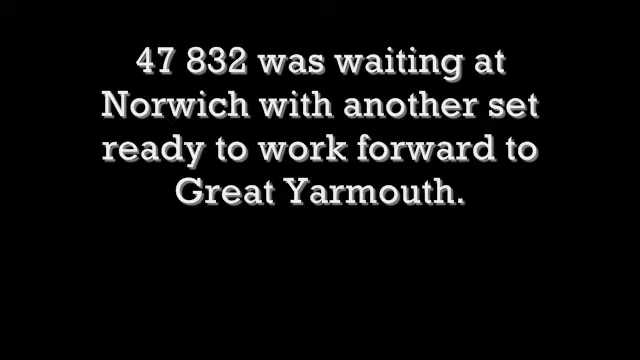 47 832 was waiting at
Norwich with another set
ready to work forward to
Great Yarmouth.